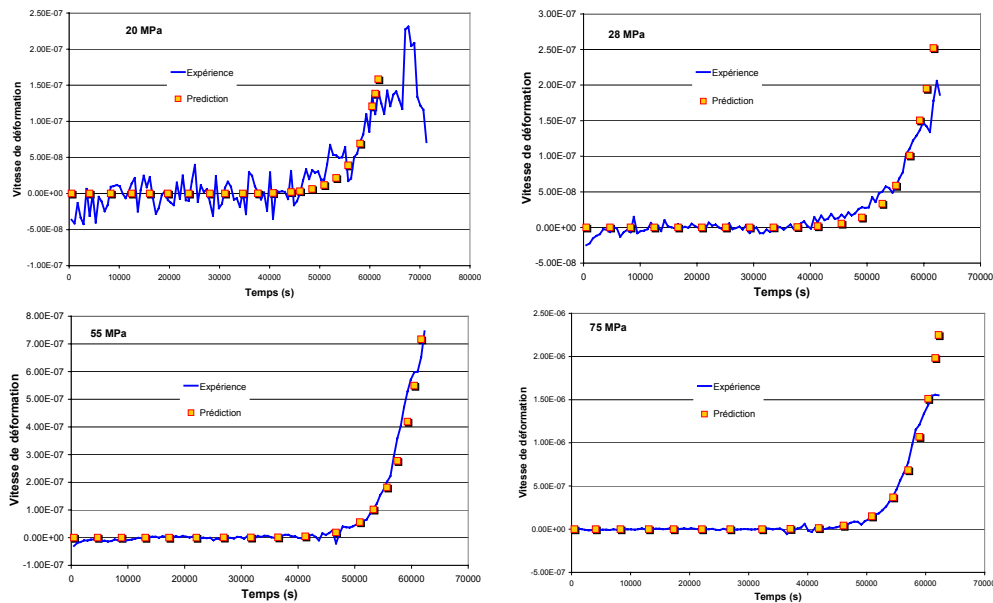 20 MPa
Vitesse de déformation
2.50E-07
2.00E-07
1.50E-07
1.00E-07
5.00E-08
0.00E+00
-5.00E-08
-1.00E-07
Expérience
Prediction
0 10000 20000 30000 40000 50000 60000 70000 80000
Temps (s)
28 MPa
Vitesse de déformation
3.00E-07
2.50E-07
2.00E-07
1.50E-07
1.00E-07
5.00E-08
0.00E+00
-5.00E-08
Expérience
Prédiction
0 10000 20000 30000 40000 50000 60000 70000
Temps (s)
55 MPa
Vitesse de déformation
8.00E-07
7.00E-07
6.00E-07
5.00E-07
4.00E-07
3.00E-07
2.00E-07
1.00E-07
0.00E+00
-1.00E-07
Expérience
Prédiction
0 10000 20000 30000 40000 50000 60000 70000
Temps (s)
75 MPa
Vitesse de déformation
2.50E-06
2.00E-06
1.50E-06
1.00E-06
5.00E-07
0.00E+00
-5.00E-07
Expérience
Prédiction
0 10000 20000 30000 40000 50000 60000 70000
Temps (s)